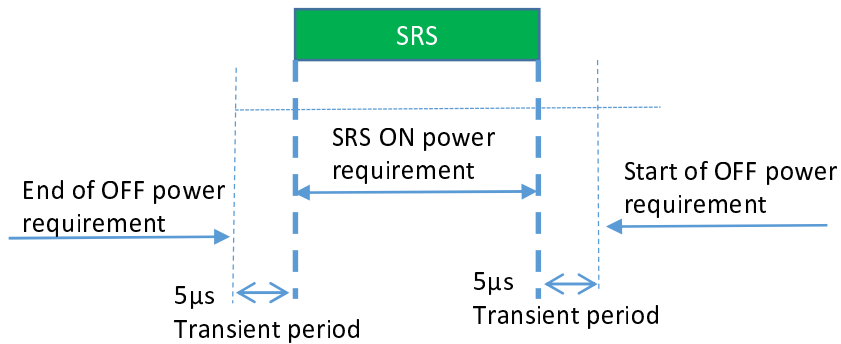 SRS
SRS ON power
requirement
End of OFF power
requirement
Start of OFF power
requirement
5µs
Transient period
5µs
Transient period